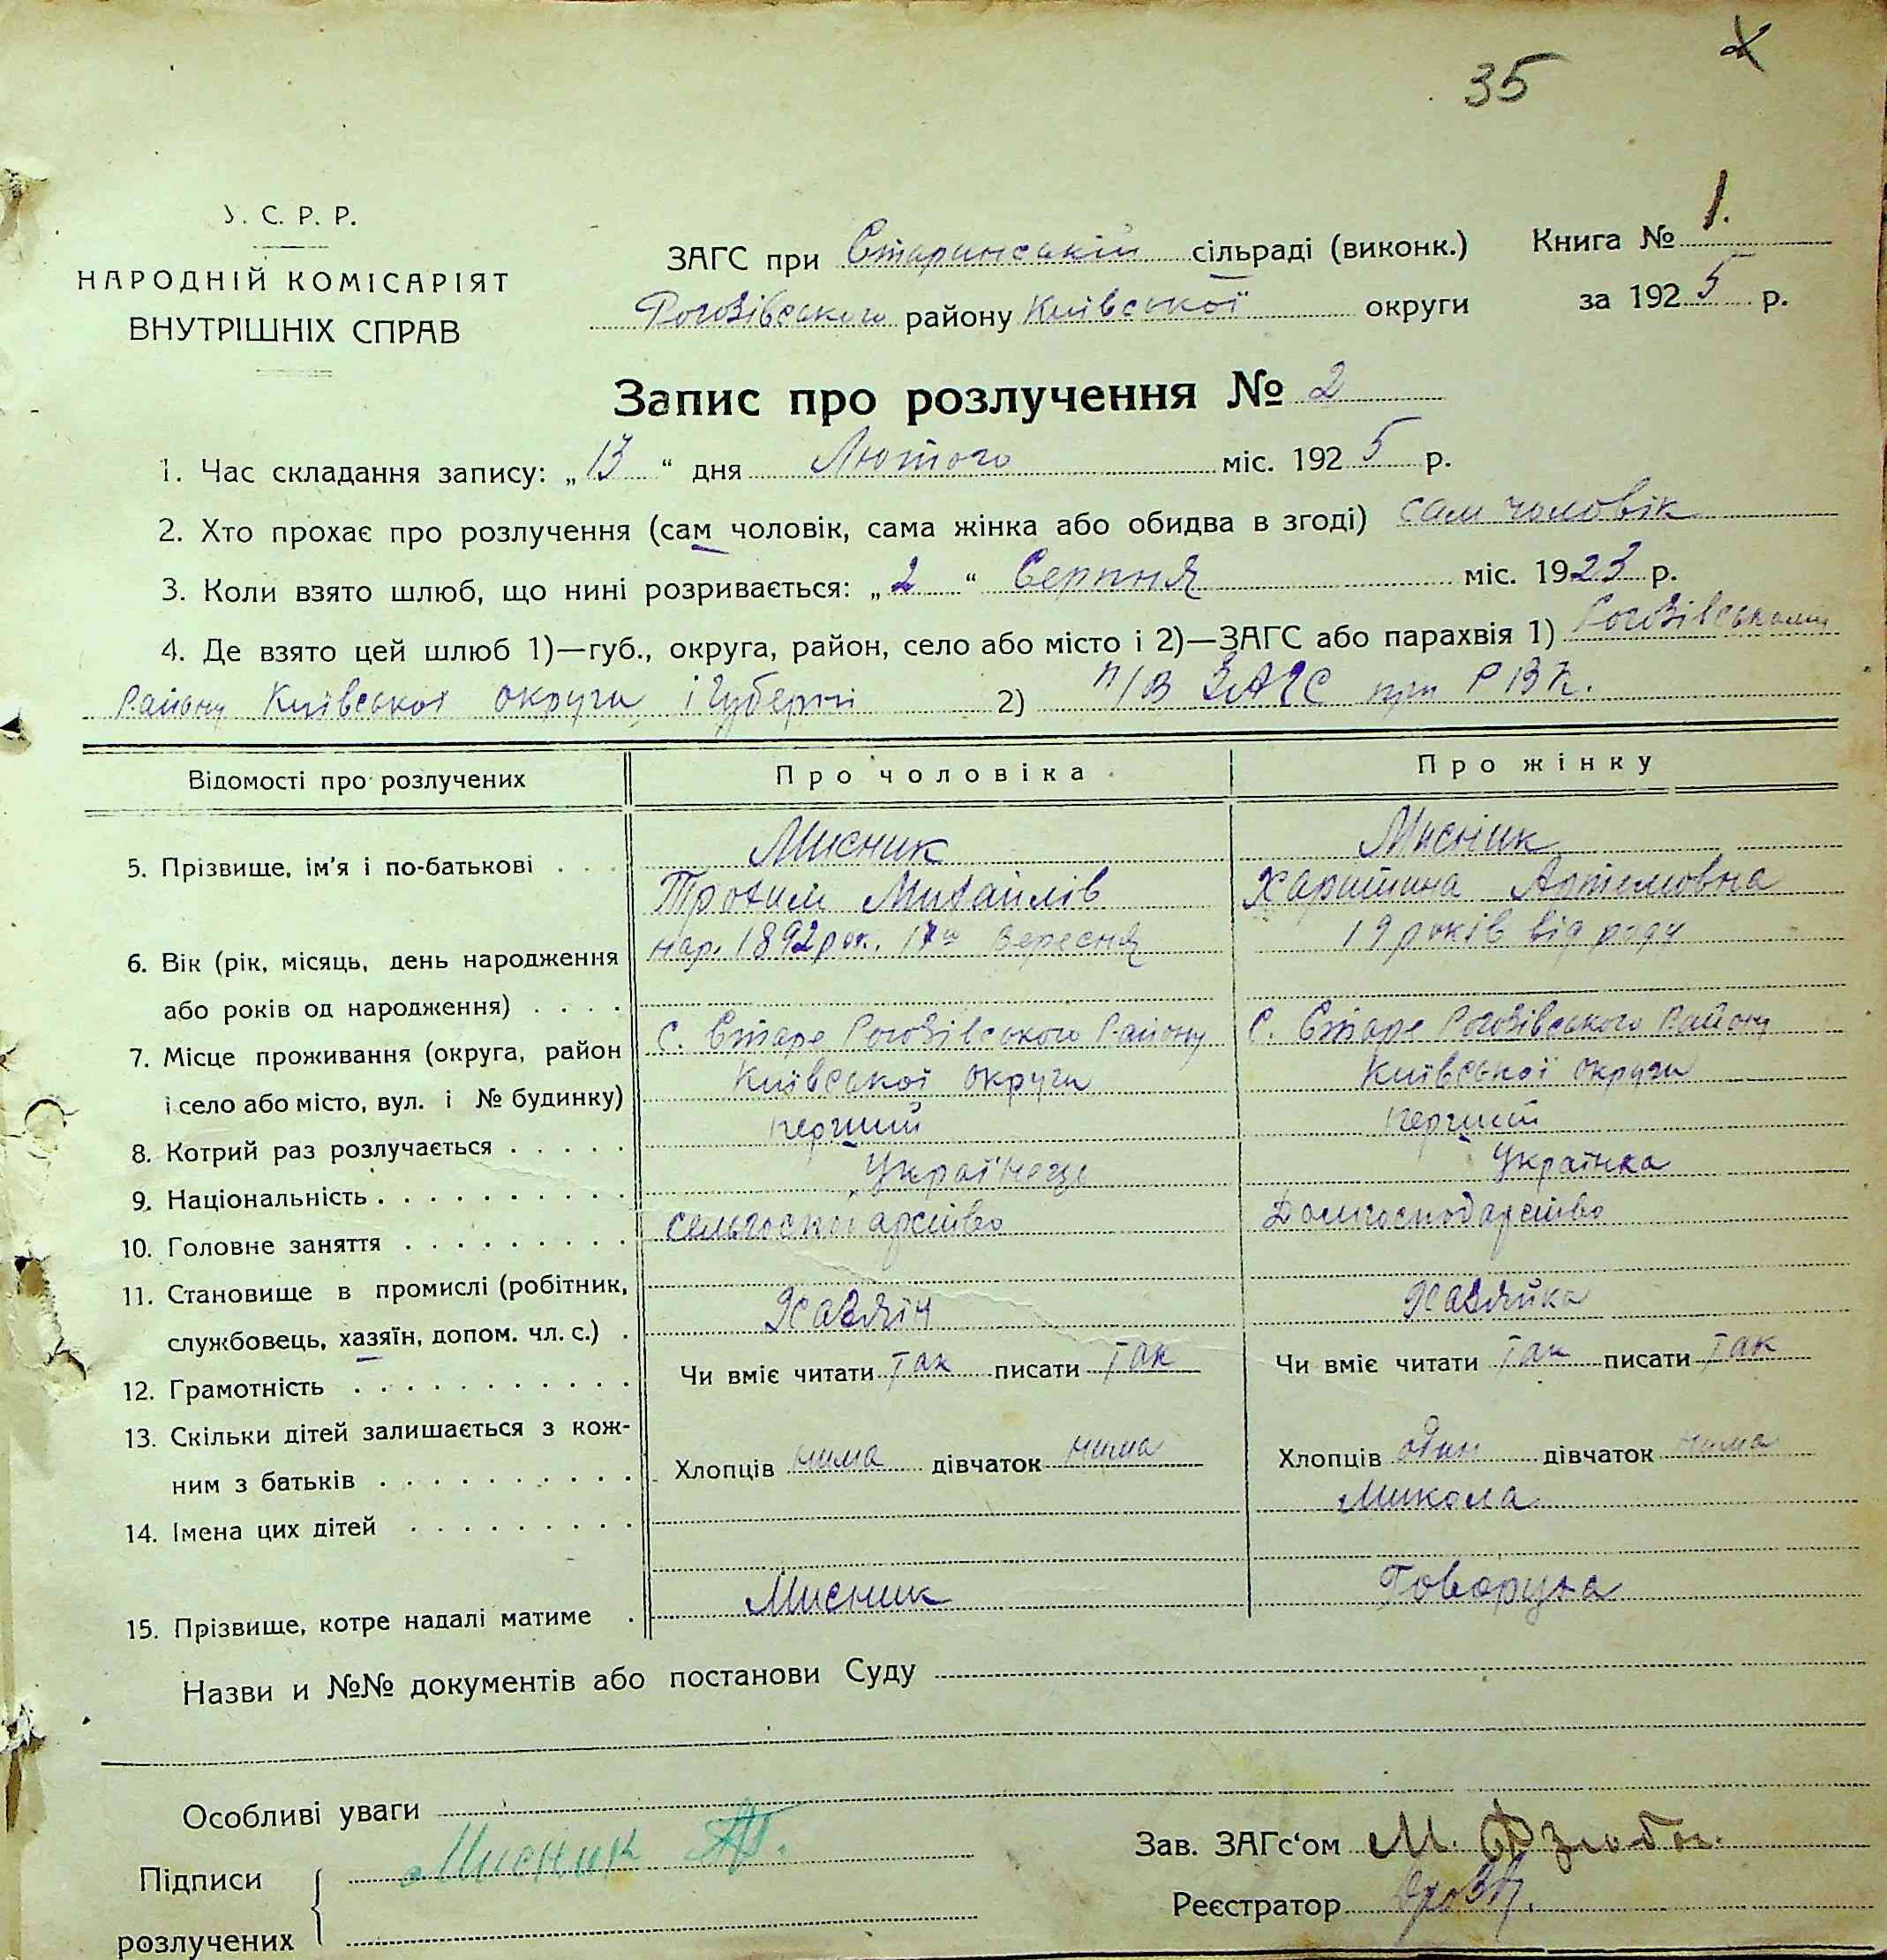 35
У. С. Р. Р.
НАРОДНІЙ КОМІСАРІЯТ
ВНУТРІШНІХ СПРАВ
ЗАГС при Старинській сільраді (виконк.) Книга № 1.
Рогозівського району Київської округи за 1925 р.
Запис про розлучення № 2
1. Час складання запису: „13“ дня Лютого міс. 1925 р.
2. Хто прохає про розлучення (сам чоловік, сама жінка або обидва в згоді) сам чоловік
3. Коли взято шлюб, що нині розривається: „2“ Серпня міс. 1923 р.
4. Де взято цей шлюб 1)—губ., округа, район, село або місто і 2)—ЗАГС або парахвія 1) Рогозівському
Району Київської округи і Губерні 2) п/в ЗАГС при РВК.
Відомості про розлучених Про чоловіка Про жінку
5. Прізвище, ім'я і по-батькові Мисник Мисник
Трохим Михайлів Харитина Артемовна
6. Вік (рік, місяць, день народження нар. 1892 рок. 17го Вересня 19 років від роду
або років од народження)
7. Місце проживання (округа, район С. Старе Рогозівського Району С. Старе Рогозівського Району
і село або місто, вул. і № будинку) Київської округи Київської округи
8. Котрий раз розлучається перший перший
9. Національність Українець Українка
10. Головне заняття сельгосподарство Домгосподарство
11. Становище в промислі (робітник,
службовець, хазяїн, допом. чл. с.) Хазяін Хазяйка
12. Грамотність Чи вміє читати так писати так Чи вміє читати так писати так
13. Скільки дітей залишається з кож-
ним з батьків Хлопців нима дівчаток нима Хлопців один дівчаток нима
14. Імена цих дітей Микола
15. Прізвище, котре надалі матиме Мисник Говоруха
Назви и №№ документів або постанови Суду
Особливі уваги
Підписи Мисник Зав. ЗАГс'ом М.
розлучених Реєстратор